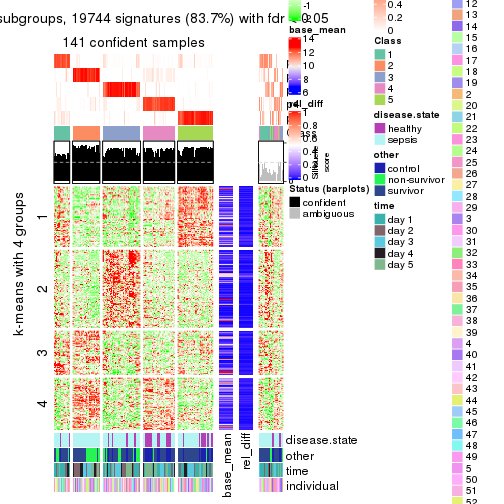 subgroups, 19744 signatures (83.7%) with fdr < 0.05
141 confident samples
-1
base_mean
14
12
10
8
6
rel_diff
1
0.8
0.6
0.4
0.2
0
Silhouette
score
Status (barplots)
confident
ambiguous
k-means with 4 groups
1
2
3
4
base_mean
rel_diff
disease.state
other
time
individual
0.4
0.2
0
Class
1
2
3
4
5
disease.state
healthy
sepsis
other
control
non-survivor
survivor
time
day 1
day 2
day 3
day 4
day 5
12
13
14
15
16
17
18
19
2
20
21
22
23
24
25
26
27
28
29
3
30
31
32
33
34
35
36
37
38
39
4
40
41
42
43
44
45
46
47
48
49
5
50
51
52